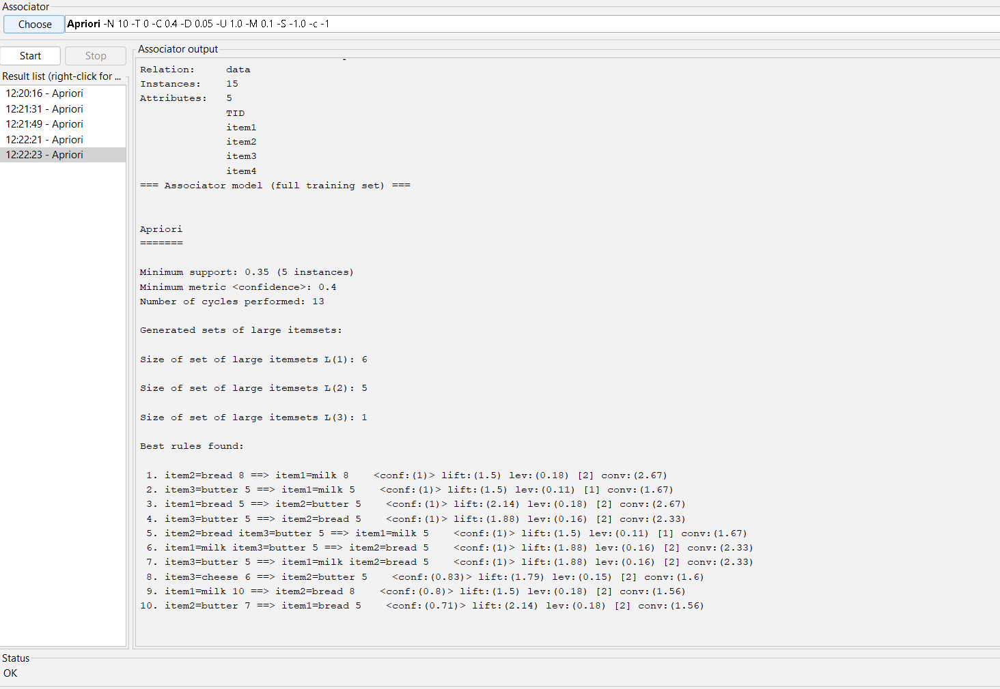 Associator
Choose Apriori -N 10 -T 0 -C 0.4 -D 0.05 -U 1.0 -M 0.1 -S -1.0 -c -1
Start Stop
Result list (right-click for ...
12:20:16 - Apriori
12:21:31 - Apriori
12:21:49 - Apriori
12:22:21 - Apriori
12:22:23 - Apriori
Associator output
Relation: data
Instances: 15
Attributes: 5
TID
item1
item2
item3
item4
=== Associator model (full training set) ===
Apriori
=======
Minimum support: 0.35 (5 instances)
Minimum metric <confidence>: 0.4
Number of cycles performed: 13
Generated sets of large itemsets:
Size of set of large itemsets L(1): 6
Size of set of large itemsets L(2): 5
Size of set of large itemsets L(3): 1
Best rules found:
1. item2=bread 8 ==> item1=milk 8 <conf:(1)> lift:(1.5) lev:(0.18) [2] conv:(2.67)
2. item3=butter 5 ==> item1=milk 5 <conf:(1)> lift:(1.5) lev:(0.11) [1] conv:(1.67)
3. item1=bread 5 ==> item2=butter 5 <conf:(1)> lift:(2.14) lev:(0.18) [2] conv:(2.67)
4. item3=butter 5 ==> item2=bread 5 <conf:(1)> lift:(1.88) lev:(0.16) [2] conv:(2.33)
5. item2=bread item3=butter 5 ==> item1=milk 5 <conf:(1)> lift:(1.5) lev:(0.11) [1] conv:(1.67)
6. item1=milk item3=butter 5 ==> item2=bread 5 <conf:(1)> lift:(1.88) lev:(0.16) [2] conv:(2.33)
7. item3=butter 5 ==> item1=milk item2=bread 5 <conf:(1)> lift:(1.88) lev:(0.16) [2] conv:(2.33)
8. item3=cheese 6 ==> item2=butter 5 <conf:(0.83)> lift:(1.79) lev:(0.15) [2] conv:(1.6)
9. item1=milk 10 ==> item2=bread 8 <conf:(0.8)> lift:(1.5) lev:(0.18) [2] conv:(1.56)
10. item2=butter 7 ==> item1=bread 5 <conf:(0.71)> lift:(2.14) lev:(0.18) [2] conv:(1.56)
Status
OK